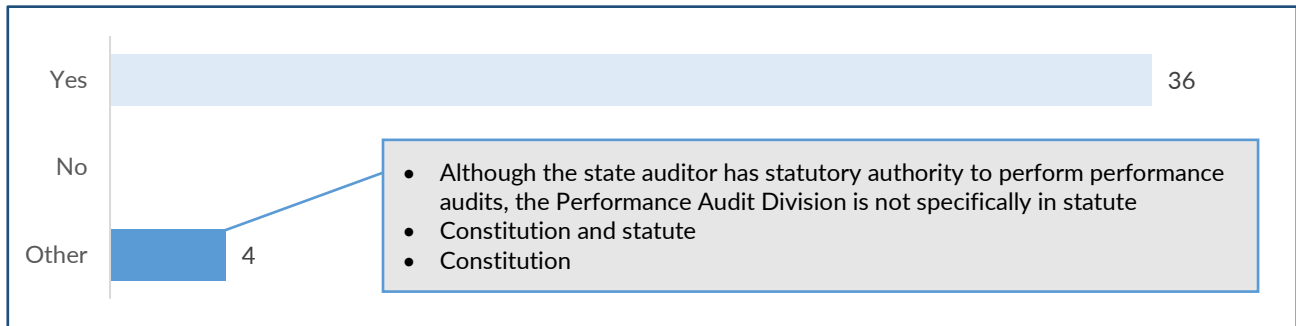 Yes
36
No
• Although the state auditor has statutory authority to perform performance
audits, the Performance Audit Division is not specifically in statute
• Constitution and statute
• Constitution
Other
4